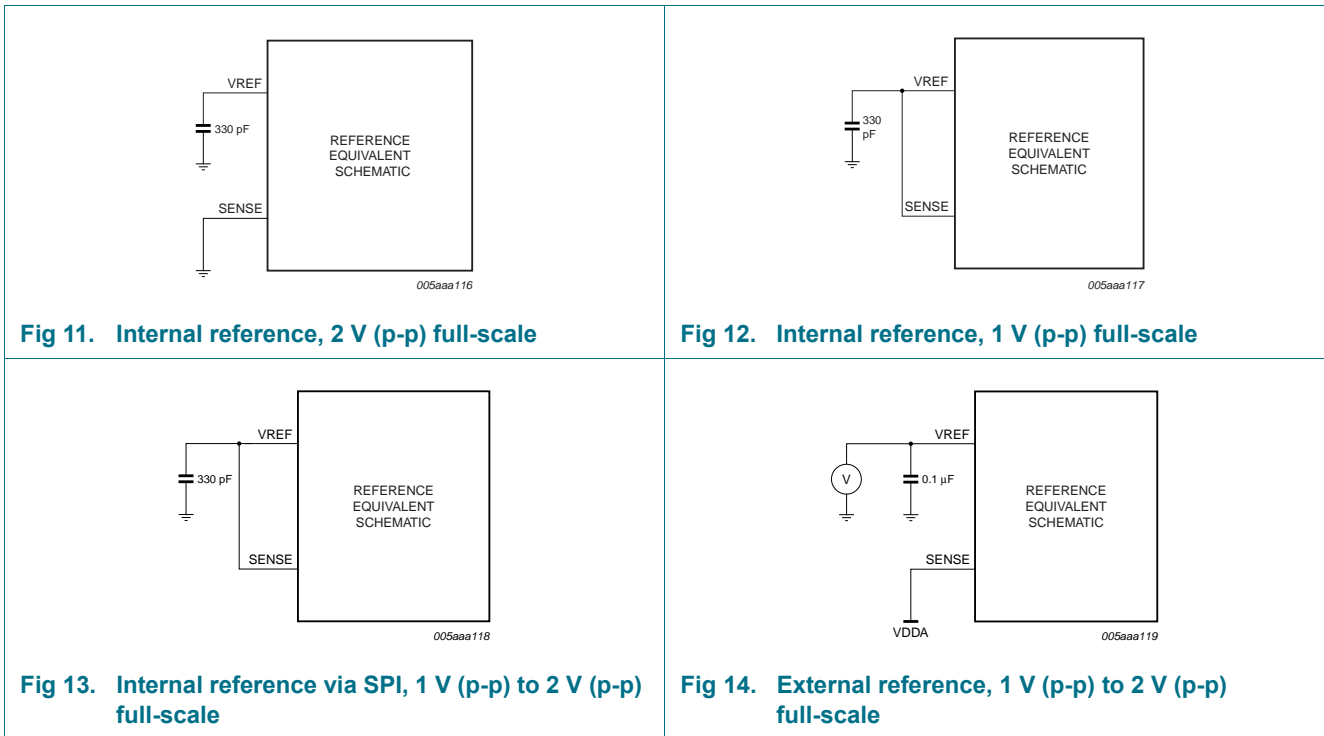 VREF
330 pF
REFERENCE
EQUIVALENT
SCHEMATIC
SENSE
005aaa116
Fig 11. Internal reference, 2 V (p-p) full-scale
VREF
330
pF
REFERENCE
EQUIVALENT
SCHEMATIC
SENSE
005aaa117
Fig 12. Internal reference, 1 V (p-p) full-scale
VREF
330 pF
REFERENCE
EQUIVALENT
SCHEMATIC
SENSE
005aaa118
Fig 13. Internal reference via SPI, 1 V (p-p) to 2 V (p-p)
full-scale
VREF
V
0.1 μF
REFERENCE
EQUIVALENT
SCHEMATIC
SENSE
VDDA
005aaa119
Fig 14. External reference, 1 V (p-p) to 2 V (p-p)
full-scale